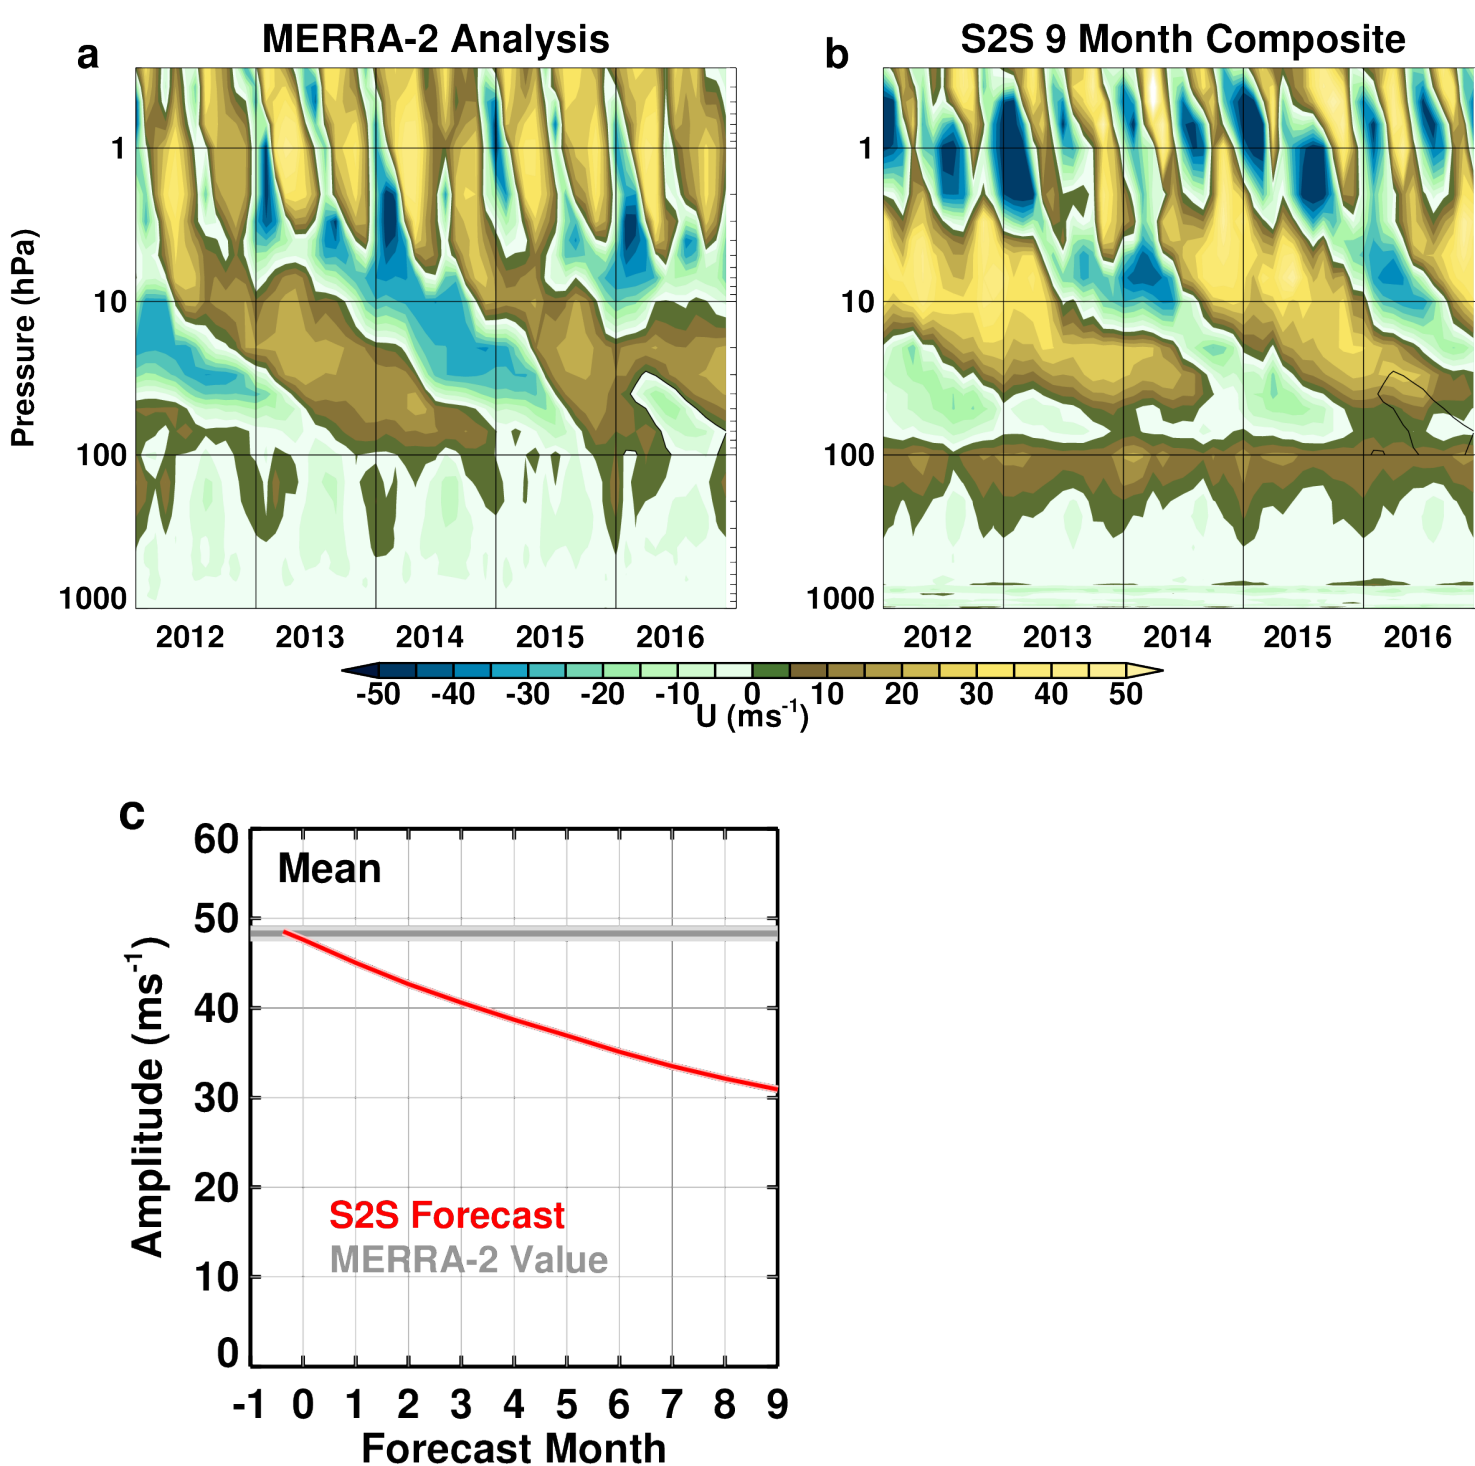 a
MERRA-2 Analysis
b
S2S 9 Month Composite
Pressure (hPa)
1
10
100
1000
2012 2013 2014 2015 2016
1
10
100
1000
2012 2013 2014 2015 2016
-50 -40 -30 -20 -10 0 10 20 30 40 50
U (ms-1)
c
Mean
Amplitude (ms-1)
60
50
40
30
20
10
0
S2S Forecast
MERRA-2 Value
-1 0 1 2 3 4 5 6 7 8 9
Forecast Month